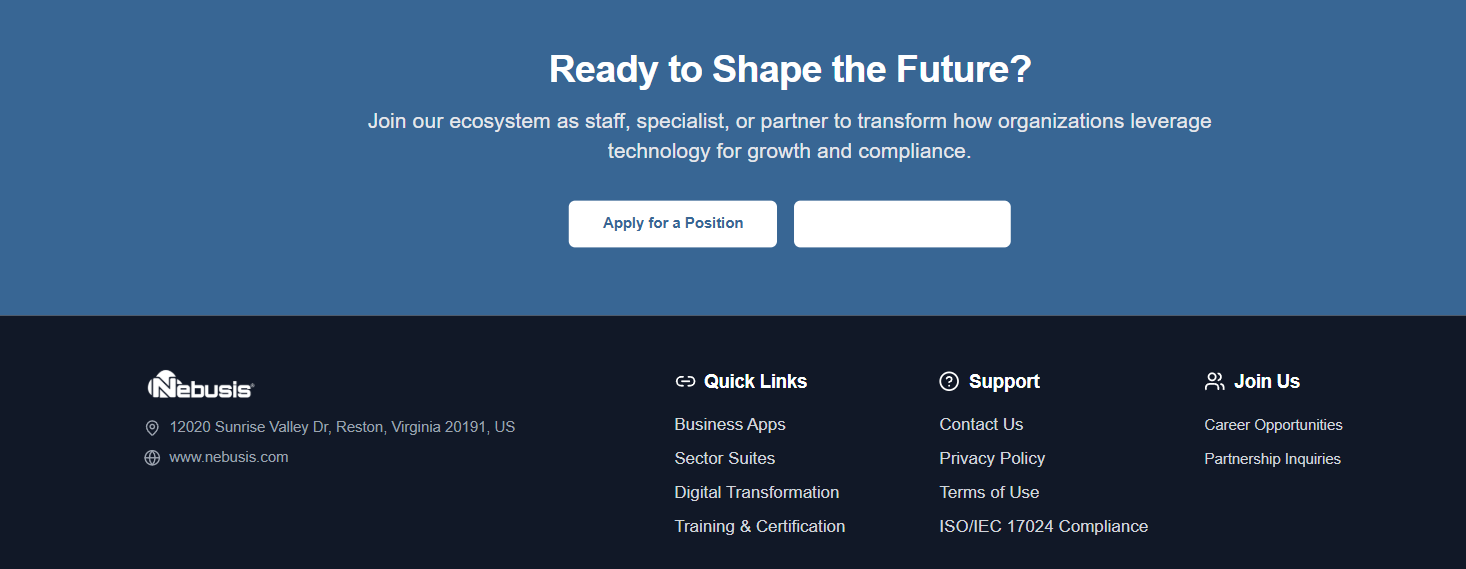 Ready to Shape the Future?
Join our ecosystem as staff, specialist, or partner to transform how organizations leverage
technology for growth and compliance.
Apply for a Position
Nebusis®
12020 Sunrise Valley Dr, Reston, Virginia 20191, US
www.nebusis.com
Quick Links
Business Apps
Sector Suites
Digital Transformation
Training & Certification
Support
Contact Us
Privacy Policy
Terms of Use
ISO/IEC 17024 Compliance
Join Us
Career Opportunities
Partnership Inquiries